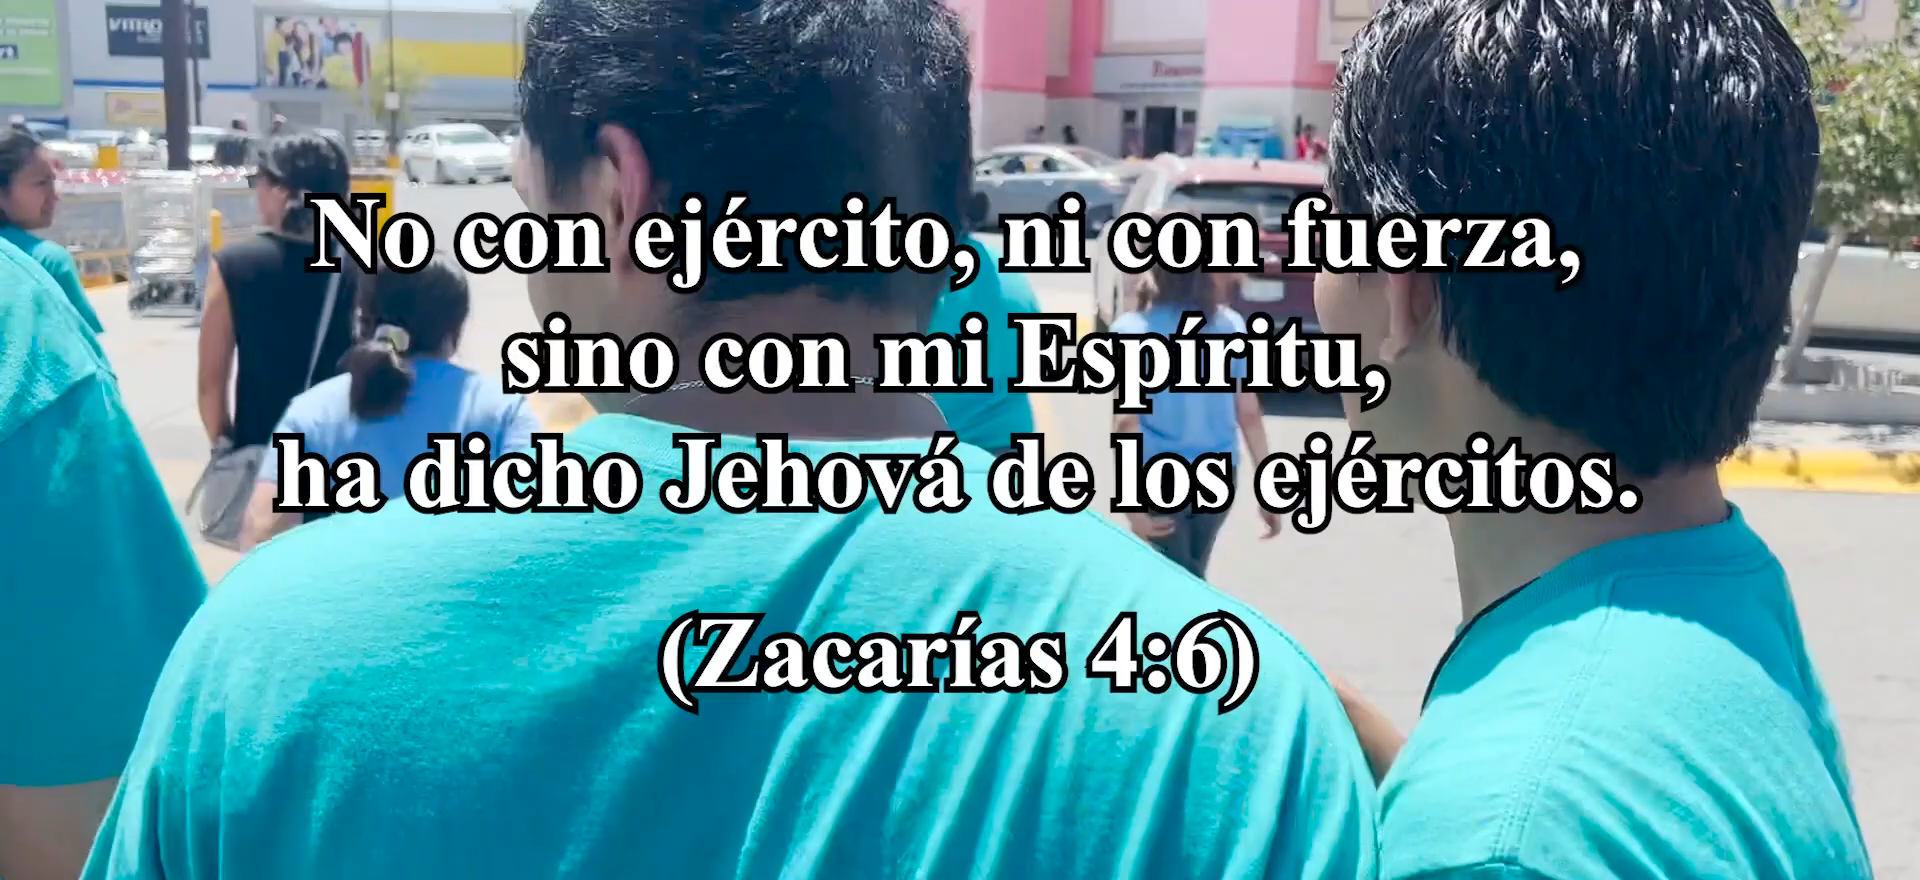 No con ejército, ni con fuerza,
sino con mi Espíritu,
ha dicho Jehová de los ejércitos.
(Zacarías 4:6)